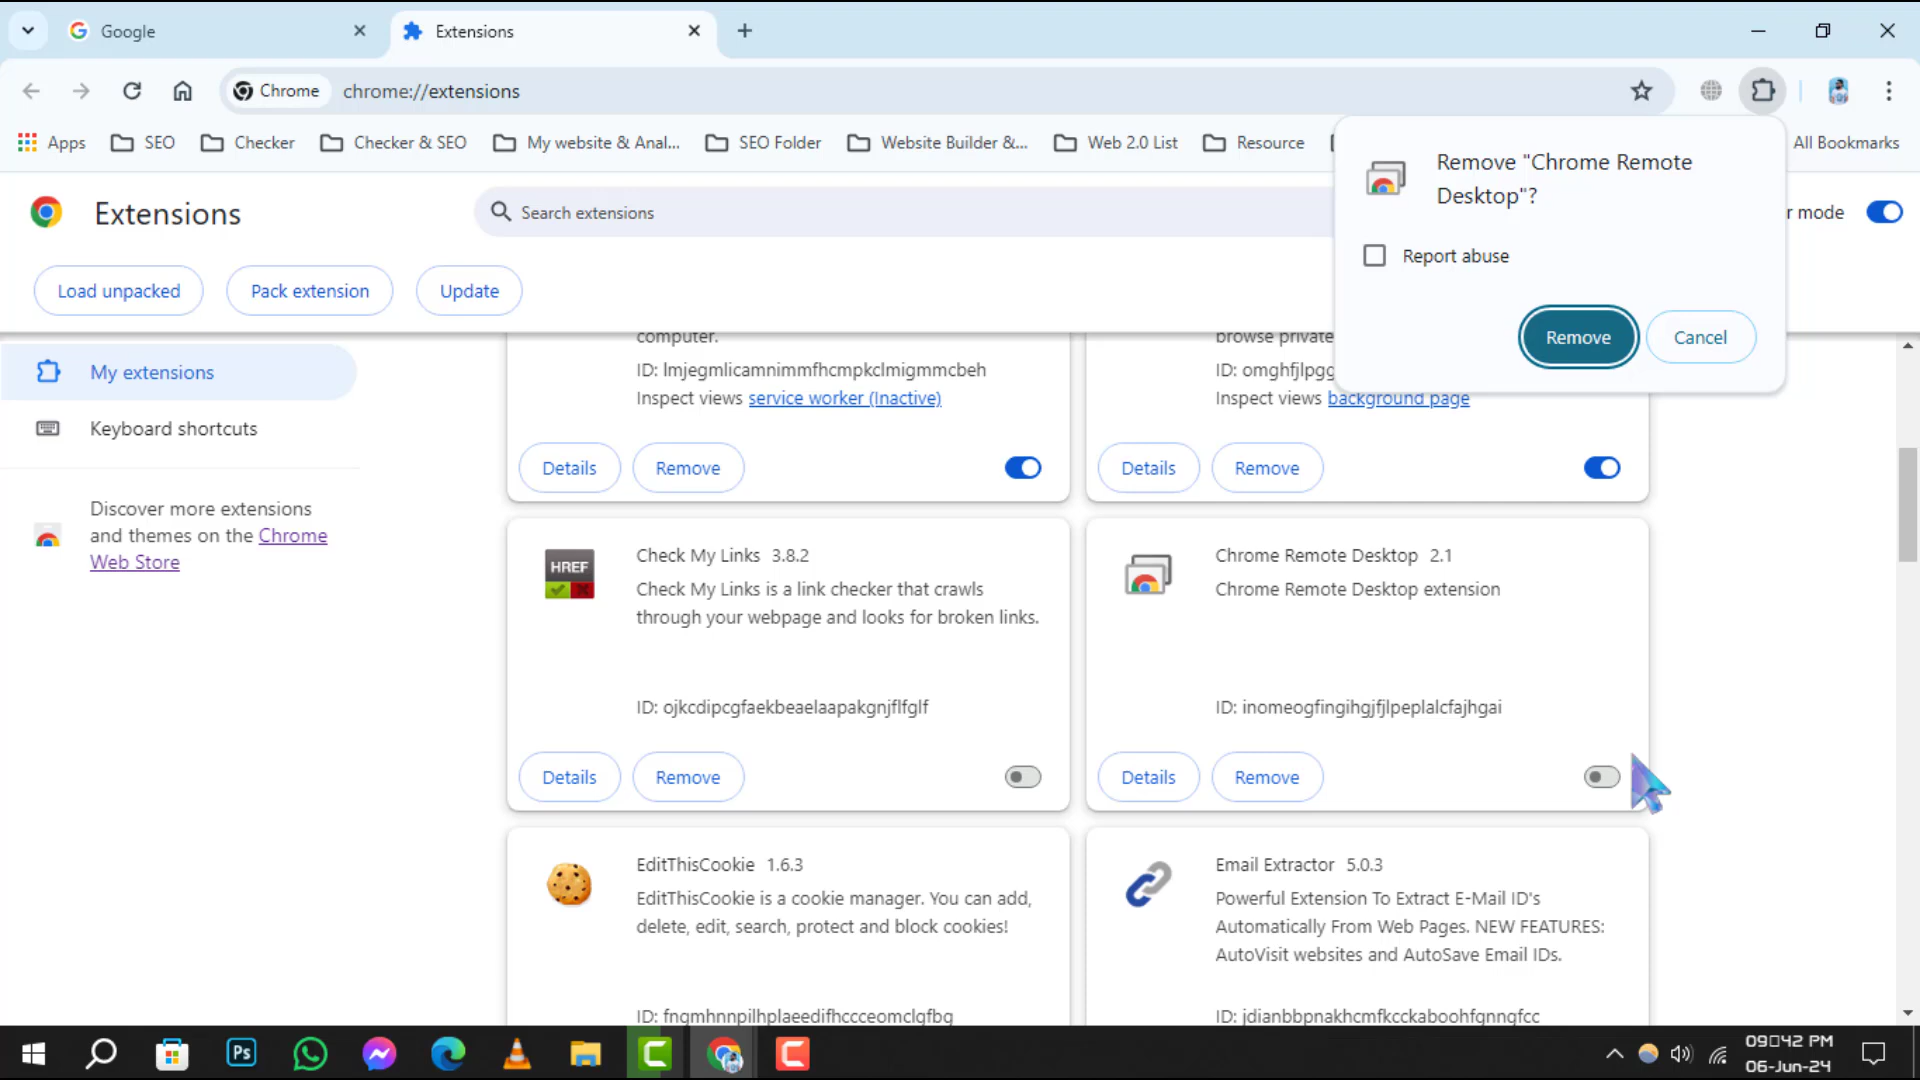 Google
Extensions
Chrome
chrome://extensions
Apps
SEO
Checker
Checker & SEO
My website & Anal...
SEO Folder
Website Builder &...
Web 2.0 List
Resource
All Bookmarks
Remove "Chrome Remote
Desktop"?
Report abuse
Remove
Cancel
Extensions
Search extensions
r mode
Load unpacked
Pack extension
Update
My extensions
Keyboard shortcuts
Discover more extensions
and themes on the Chrome
Web Store
computer.
ID: lmjegmlicamnimmfhcmpkclmigmmcbeh
Inspect views service worker (Inactive)
Details
Remove
browse private
ID: omghfjlpgg
Inspect views background page
Details
Remove
HREF
Check My Links 3.8.2
Check My Links is a link checker that crawls
through your webpage and looks for broken links.
ID: ojkcdipcgfaekbeaelaapakgnjflfglf
Details
Remove
Chrome Remote Desktop 2.1
Chrome Remote Desktop extension
ID: inomeogfingihgjfjlpeplalcfajhgai
Details
Remove
EditThisCookie 1.6.3
EditThisCookie is a cookie manager. You can add,
delete, edit, search, protect and block cookies!
ID: fngmhnnpilhplaeedifhccceomclgfbg
Email Extractor 5.0.3
Powerful Extension To Extract E-Mail ID's
Automatically From Web Pages. NEW FEATURES:
AutoVisit websites and AutoSave Email IDs.
ID: jdianbbpnakhcmfkcckaboohfgnngfcc
Ps
09:42 PM
06-Jun-24